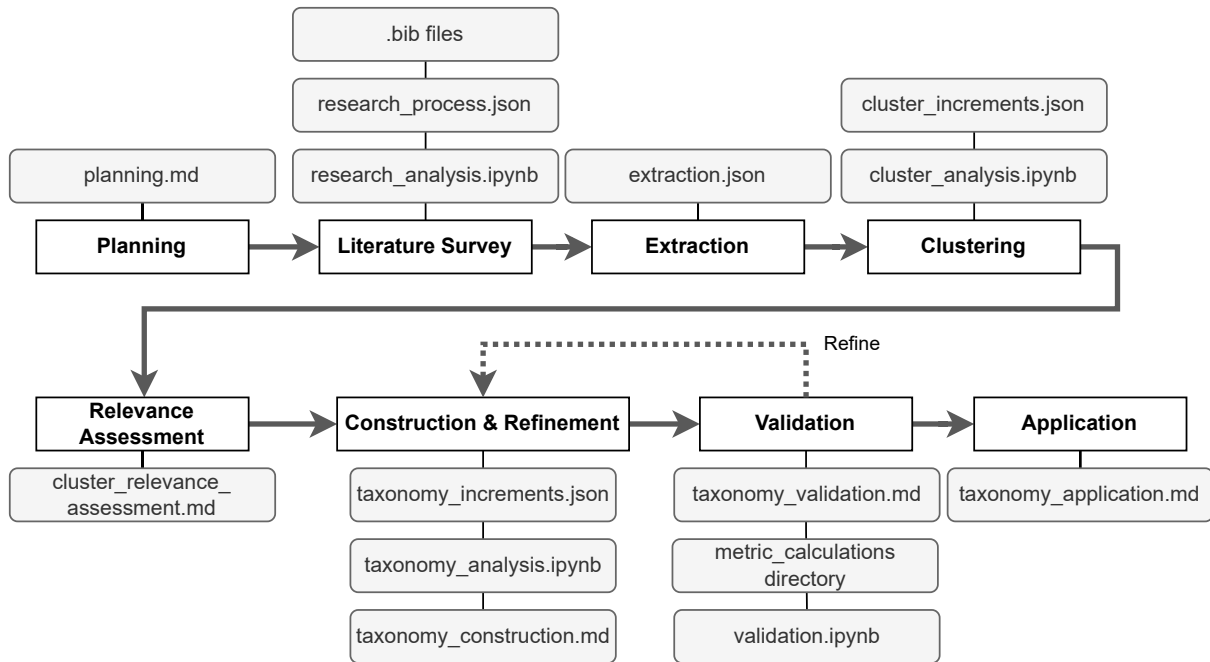 .bib files
research_process.json
cluster_increments.json
planning.md
research_analysis.ipynb
extraction.json
cluster_analysis.ipynb
Planning
Literature Survey
Extraction
Clustering
Refine
Relevance
Assessment
Construction & Refinement
Validation
Application
cluster_relevance_
assessment.md
taxonomy_increments.json
taxonomy_validation.md
taxonomy_application.md
taxonomy_analysis.ipynb
metric_calculations
directory
taxonomy_construction.md
validation.ipynb